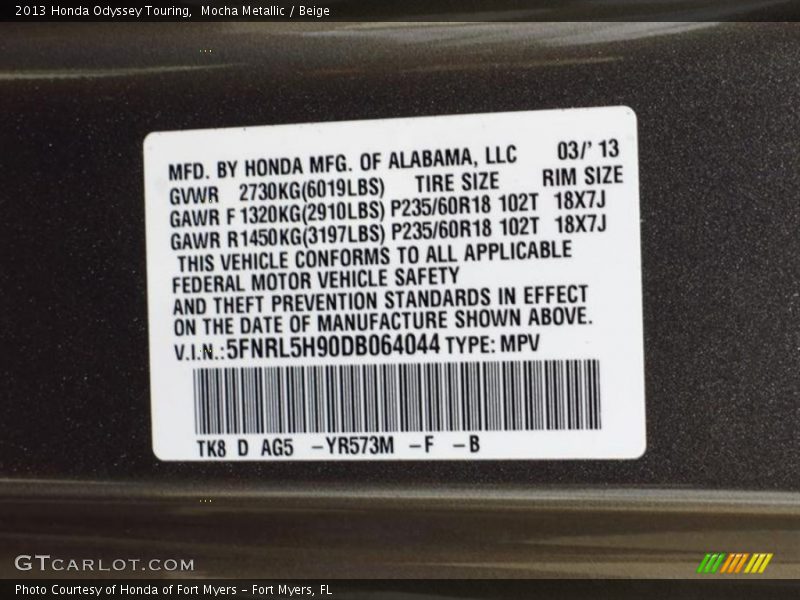 2013 Honda Odyssey Touring,  Mocha Metallic / Beige
MFD. BY HONDA MFG. OF ALABAMA, LLC 03/' 13
GVWR 2730KG(6019LBS) TIRE SIZE RIM SIZE
GAWR F 1320KG(2910LBS) P235/60R18 102T 18X7J
GAWR R1450KG(3197LBS) P235/60R18 102T 18X7J
THIS VEHICLE CONFORMS TO ALL APPLICABLE
FEDERAL MOTOR VEHICLE SAFETY
AND THEFT PREVENTION STANDARDS IN EFFECT
ON THE DATE OF MANUFACTURE SHOWN ABOVE.
V.I.N.:5FNRL5H90DB064044 TYPE: MPV
TK8 D AG5 -YR573M -F -B
GTCARLOT.COM
Photo Courtesy of Honda of Fort Myers - Fort Myers, FL